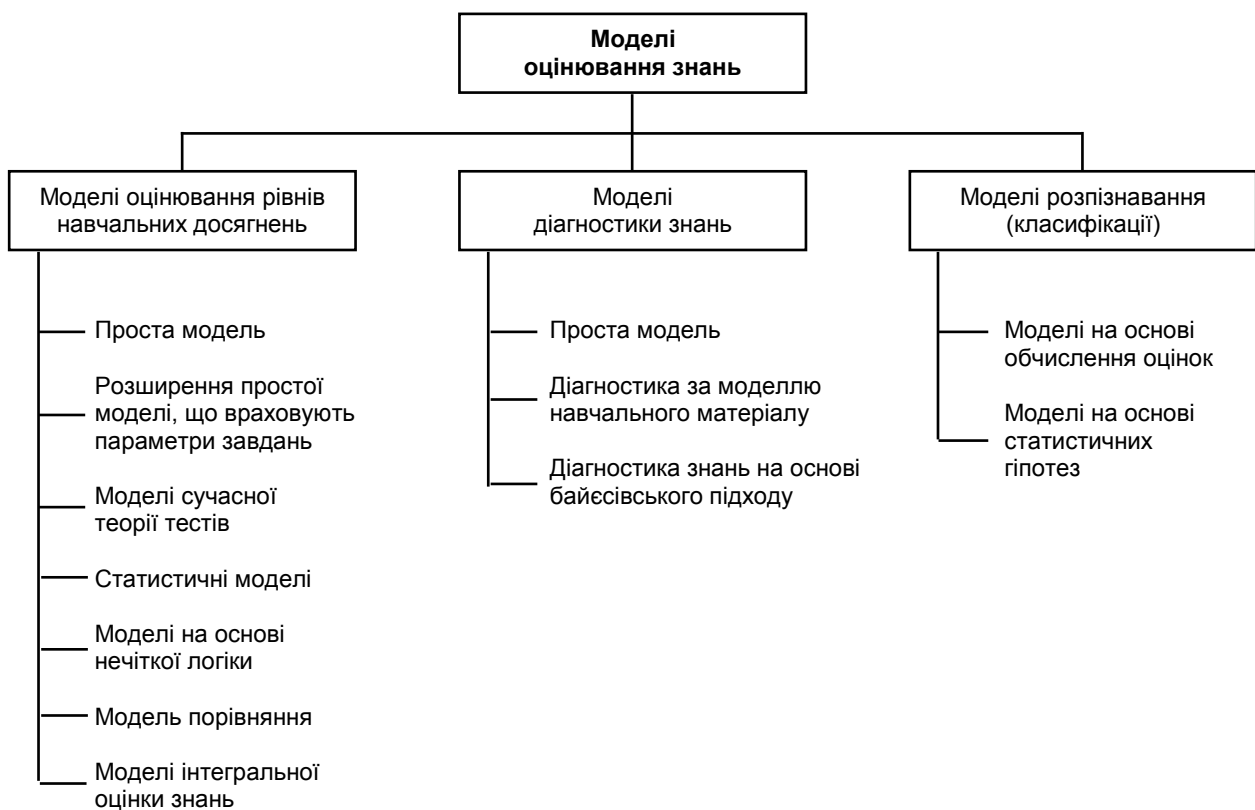 Моделі
оцінювання знань
Моделі оцінювання рівнів
навчальних досягнень
Проста модель
Розширення простої
моделі, що враховують
параметри завдань
Моделі сучасної
теорії тестів
Статистичні моделі
Моделі на основі
нечіткої логіки
Модель порівняння
Моделі інтегральної
оцінки знань
Моделі
діагностики знань
Проста модель
Діагностика за моделлю
навчального матеріалу
Діагностика знань на основі
байєсівського підходу
Моделі розпізнавання
(класифікації)
Моделі на основі
обчислення оцінок
Моделі на основі
статистичних
гіпотез